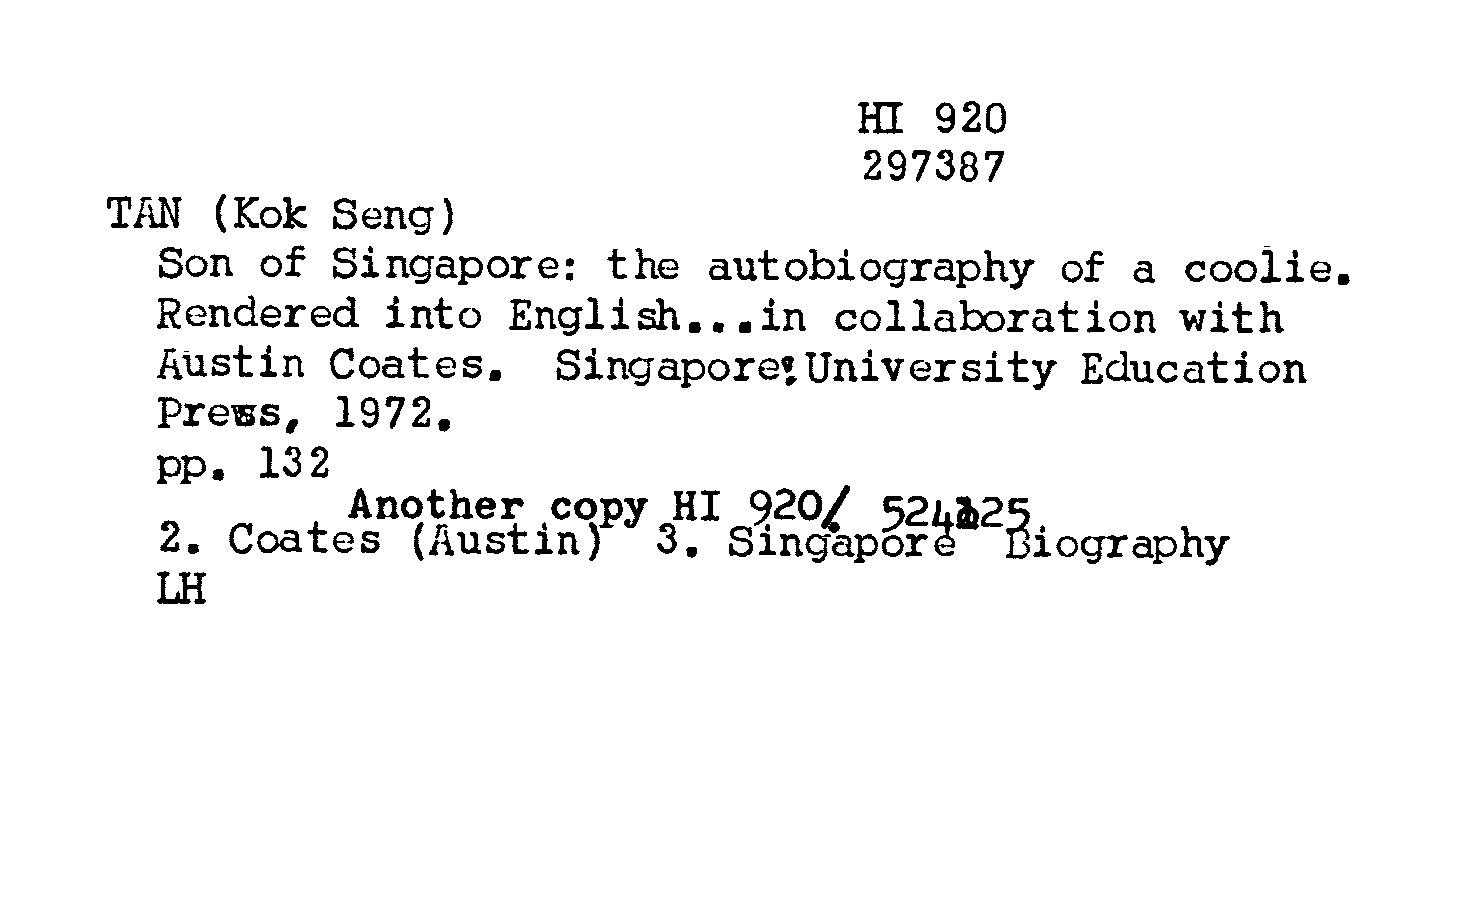 HI 920
297387
TAN (Kok Seng)
Son of Singapore: the autobiography of a coolie.
Rendered into English...in collaboration with
Austin Coates. Singapore: University Education
Press, 1972.
pp. 132
Another copy HI 920/
2. Coates (Austin) 3. Singapore Biography
LH